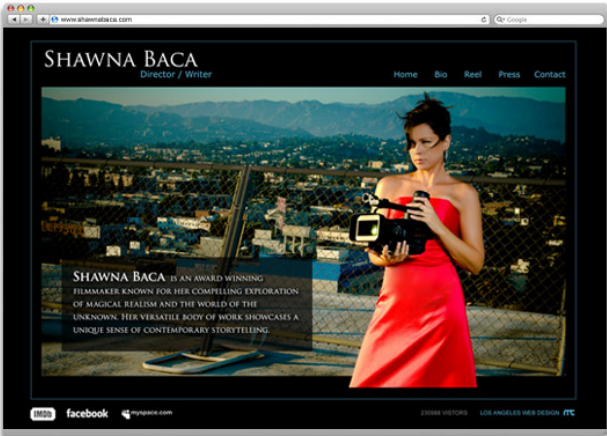 www.shawnabaca.com
Google
SHAWNA BACA
Director / Writer
Home Bio Reel Press Contact
SHAWNA BACA IS AN AWARD WINNING
FILMMAKER KNOWN FOR HER COMPELLING EXPLORATION
OF MAGICAL REALISM AND THE WORLD OF THE
UNKNOWN. HER VERSATILE BODY OF WORK SHOWCASES A
UNIQUE SENSE OF CONTEMPORARY STORYTELLING.
IMDb facebook myspace.com 230988 VISTORS LOS ANGELES WEB DESIGN